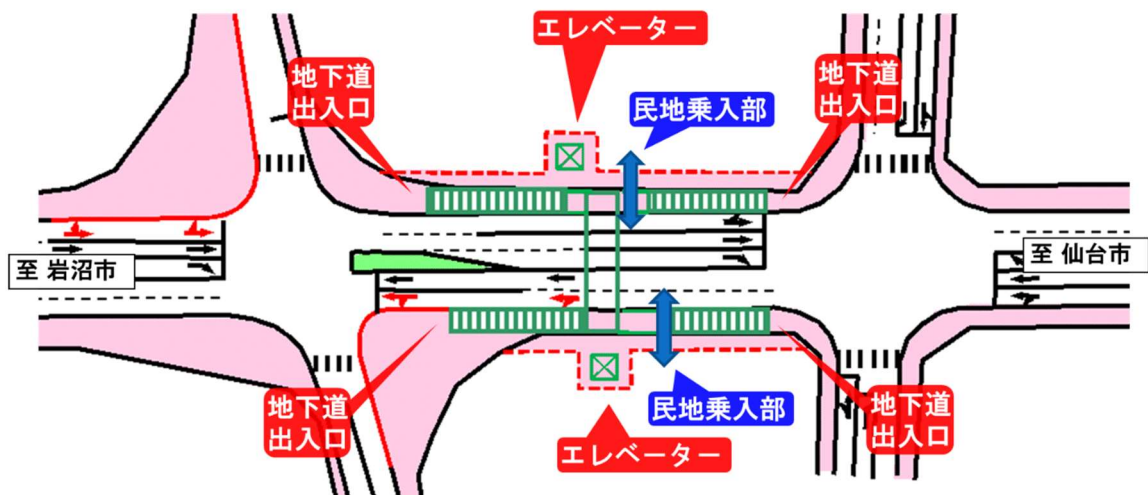 エレベーター
地下道
出入口
民地乗入部
地下道
出入口
至 岩沼市
至 仙台市
地下道
出入口
民地乗入部
地下道
出入口
エレベーター